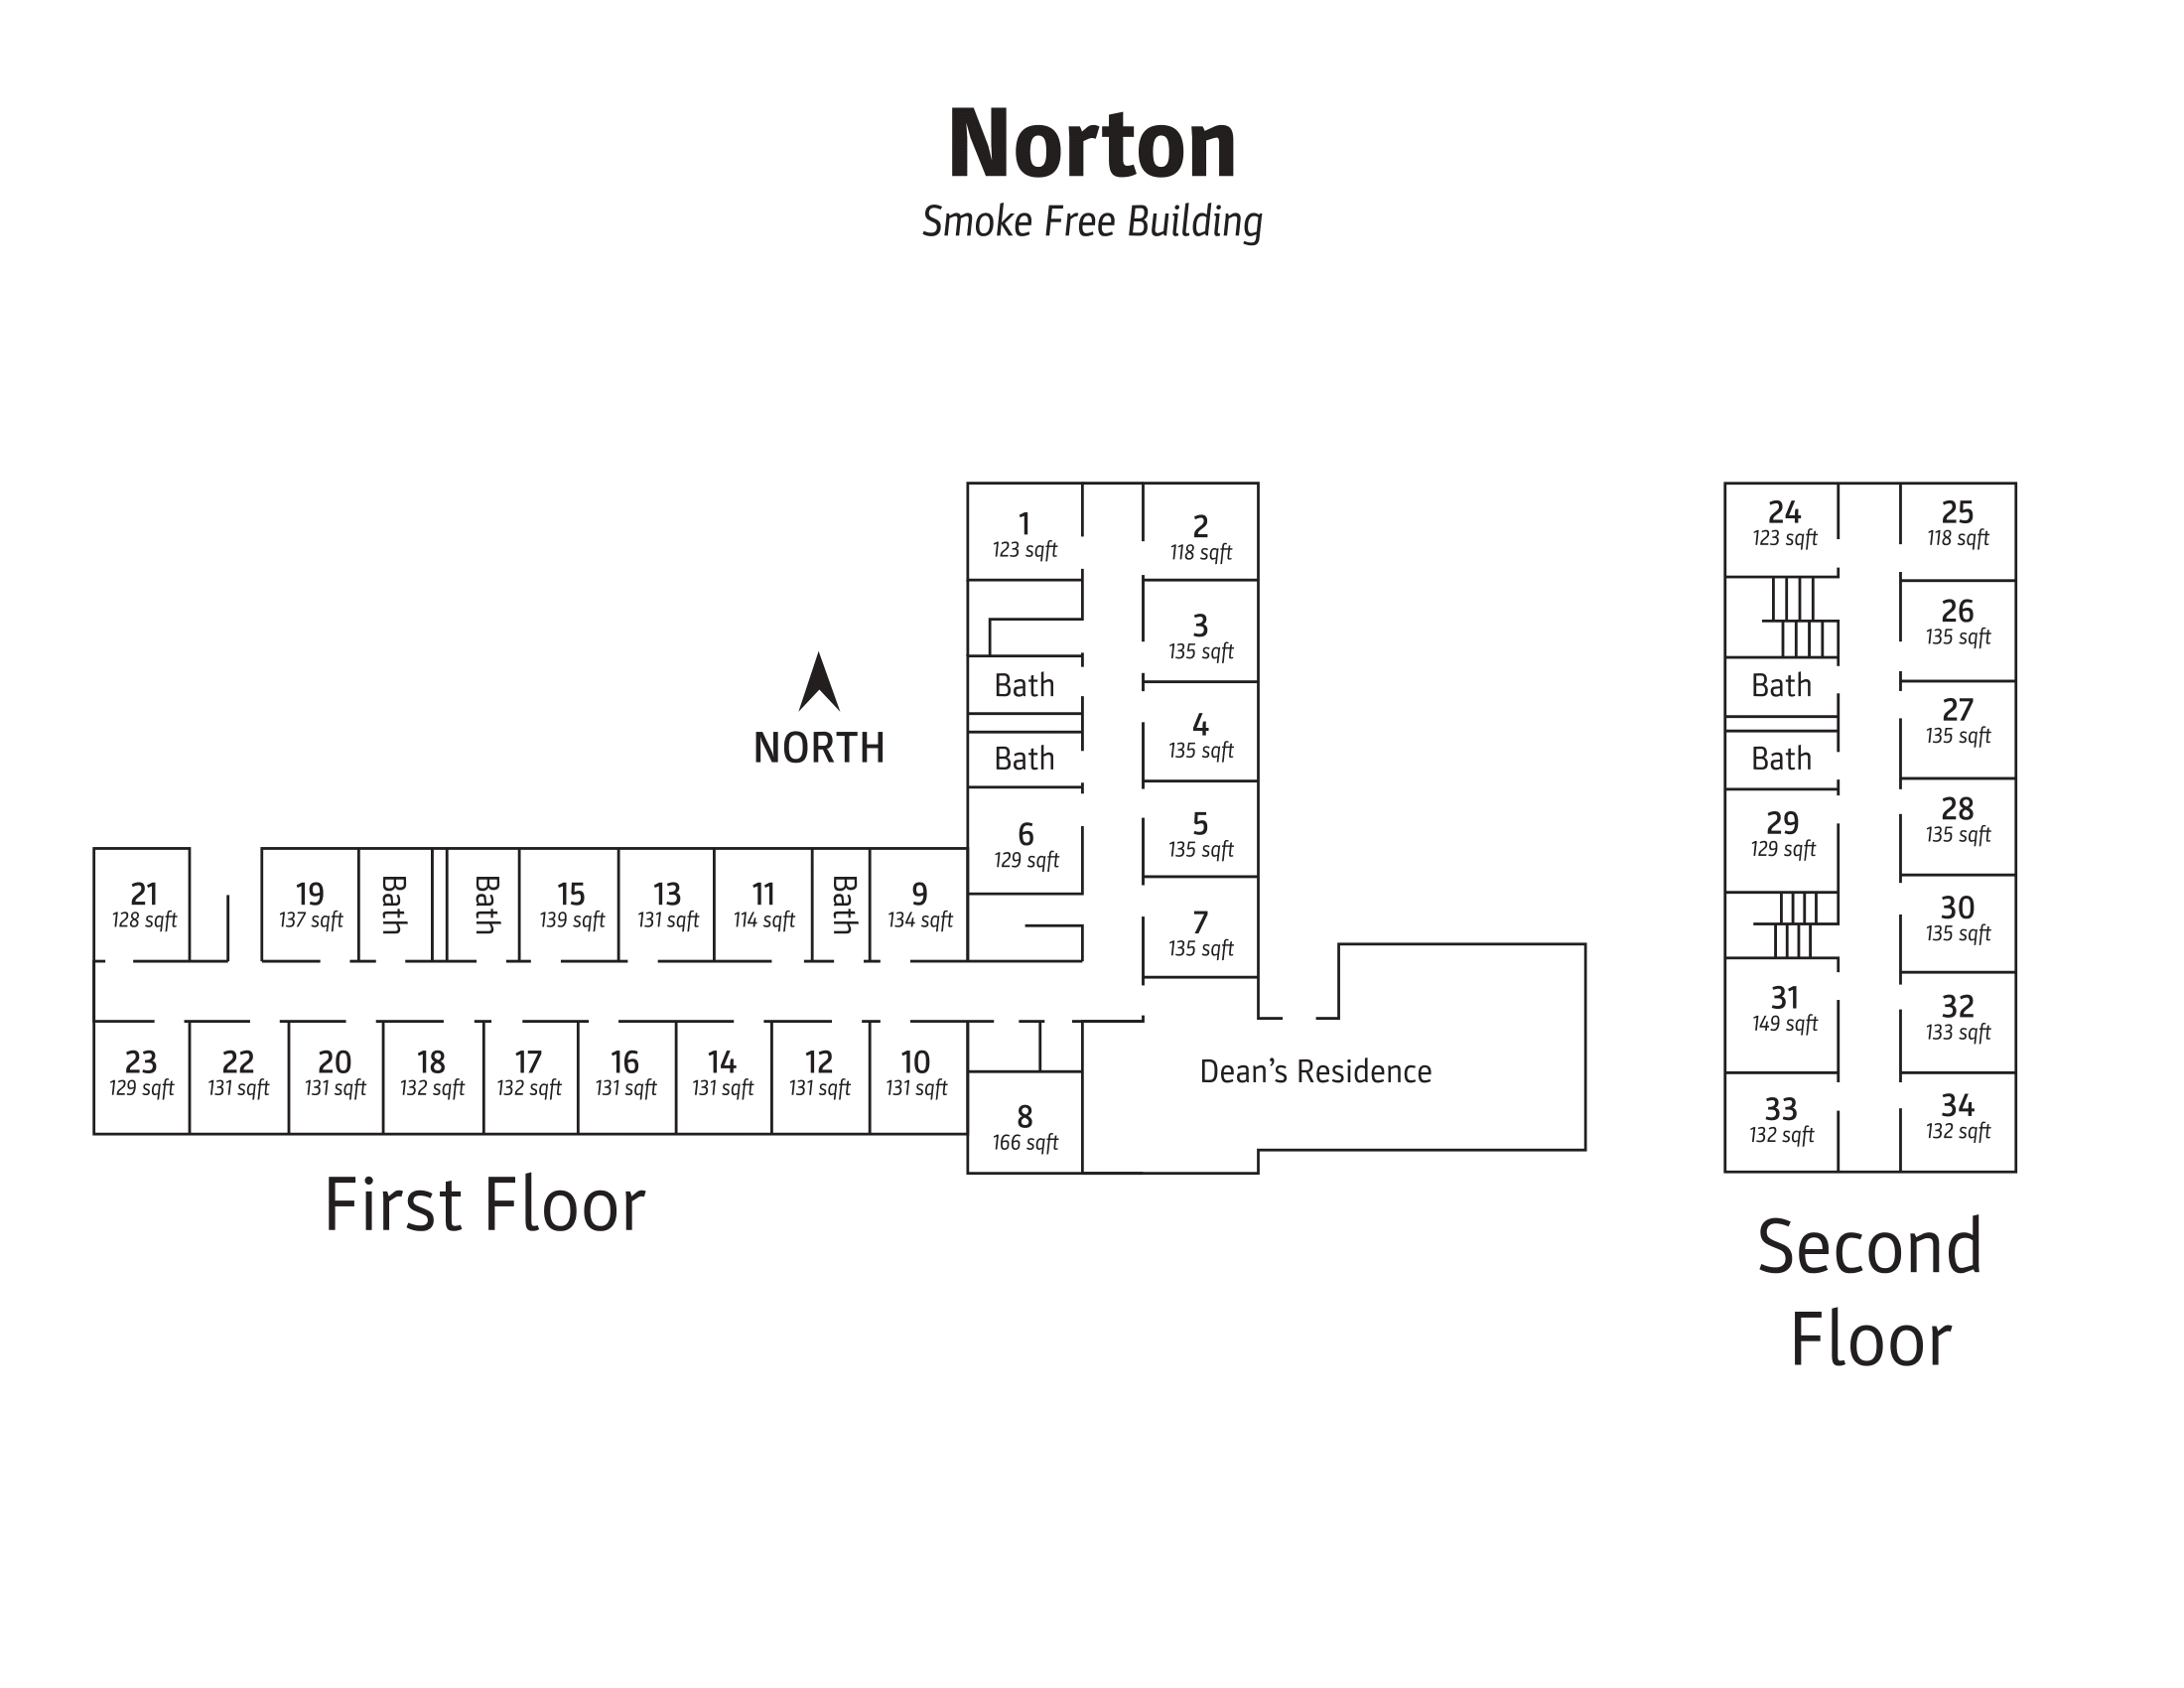 Norton
Smoke Free Building
1
123 sqft
2
118 sqft
3
135 sqft
Bath
4
135 sqft
Bath
5
135 sqft
6
129 sqft
7
135 sqft
NORTH
21
128 sqft
19
137 sqft
Bath
Bath
15
139 sqft
13
131 sqft
11
114 sqft
Bath
9
134 sqft
23
129 sqft
22
131 sqft
20
131 sqft
18
132 sqft
17
132 sqft
16
131 sqft
14
131 sqft
12
131 sqft
10
131 sqft
8
166 sqft
Dean’s Residence
First Floor
24
123 sqft
25
118 sqft
26
135 sqft
Bath
27
135 sqft
Bath
29
129 sqft
28
135 sqft
30
135 sqft
31
149 sqft
32
133 sqft
33
132 sqft
34
132 sqft
Second
Floor